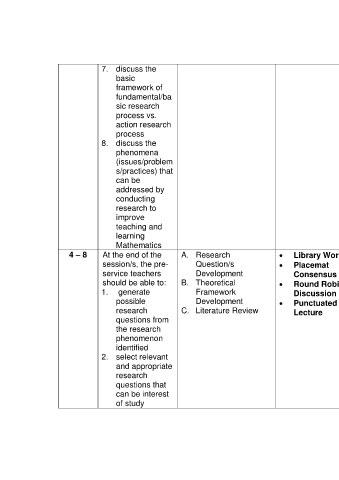 7. discuss the
basic
framework of
fundamental/ba
sic research
process vs.
action research
process
8. discuss the
phenomena
(issues/problem
s/practices) that
can be
addressed by
conducting
research to
improve
teaching and
learning
Mathematics
4 – 8
At the end of the
session/s, the pre-
service teachers
should be able to:
1. generate
possible
research
questions from
the research
phenomenon
identified
2. select relevant
and appropriate
research
questions that
can be interest
of study
A. Research
Question/s
Development
B. Theoretical
Framework
Development
C. Literature Review
• Library Wor
• Placemat
Consensus
• Round Robi
Discussion
• Punctuated
Lecture